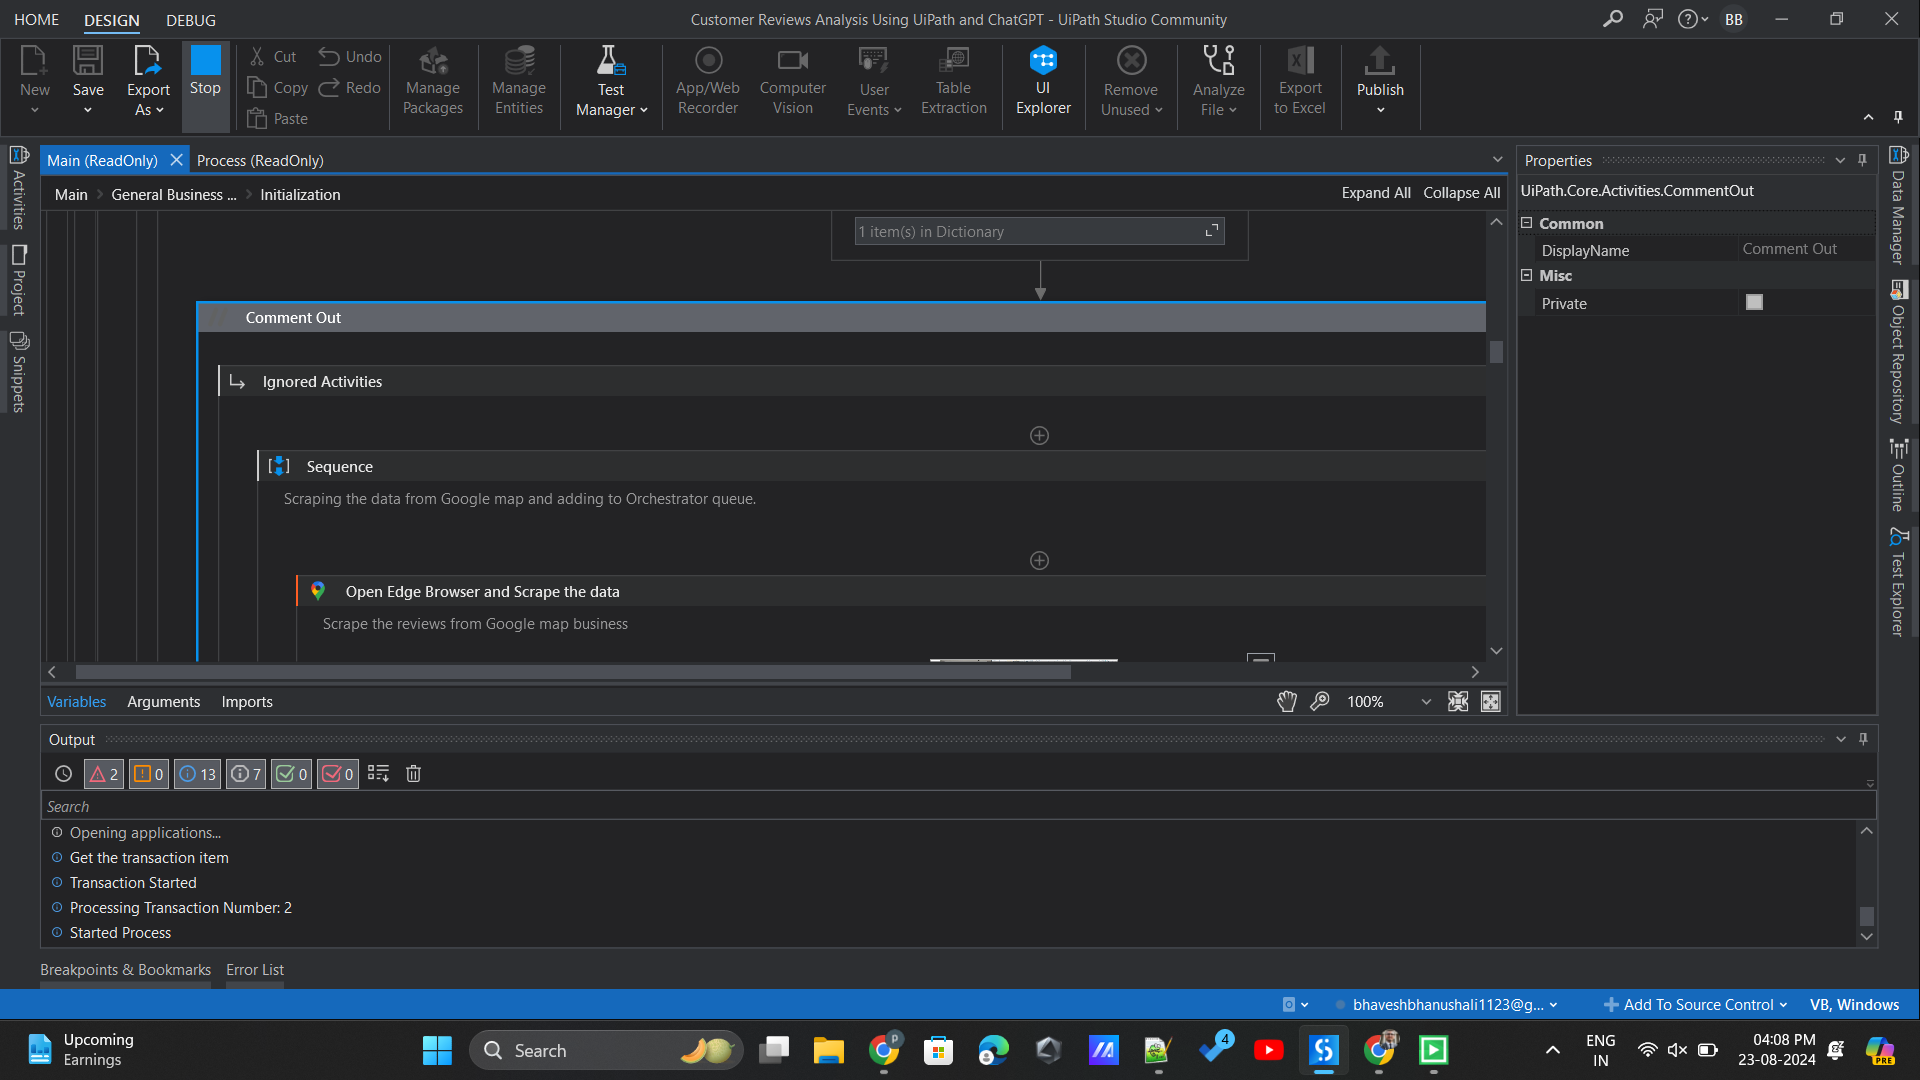 HOME DESIGN DEBUG
Customer Reviews Analysis Using UiPath and ChatGPT - UiPath Studio Community
BB
New
Save
Export As
Stop
Cut
Copy
Paste
Undo
Redo
Manage Packages
Manage Entities
Test Manager
App/Web Recorder
Computer Vision
User Events
Table Extraction
UI Explorer
Remove Unused
Analyze File
Export to Excel
Publish
Activities
Project
Snippets
Main (ReadOnly)
Process (ReadOnly)
Main General Business ... Initialization
Expand All Collapse All
1 item(s) in Dictionary
Comment Out
Ignored Activities
Sequence
Scraping the data from Google map and adding to Orchestrator queue.
Open Edge Browser and Scrape the data
Scrape the reviews from Google map business
Variables Arguments Imports
100%
Properties
UiPath.Core.Activities.CommentOut
Common
DisplayName Comment Out
Misc
Private
Data Manager
Object Repository
Outline
Test Explorer
Output
2 0 13 7 0 0
Search
Opening applications...
Get the transaction item
Transaction Started
Processing Transaction Number: 2
Started Process
Breakpoints & Bookmarks Error List
bhaveshbhanushali1123@g...
Add To Source Control
VB, Windows
Upcoming
Earnings
Search
P
4
ENG
IN
04:08 PM
23-08-2024
PRE